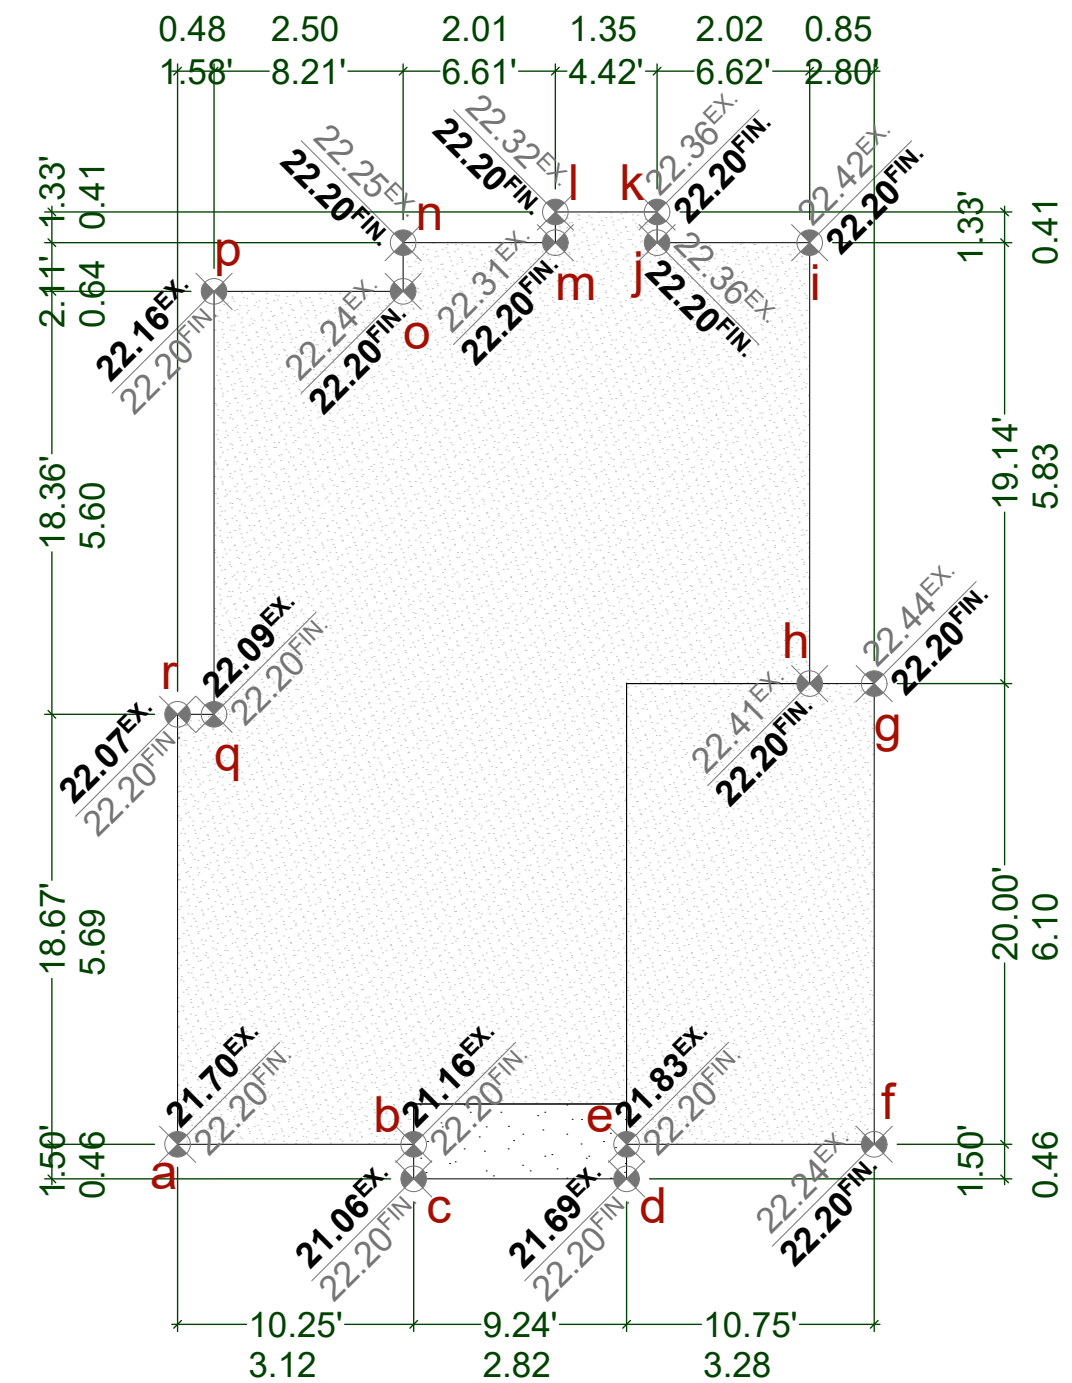 0.48 2.50 2.01 1.35 2.02 0.85
1.58' 8.21' 6.61' 4.42' 6.62' 2.80'
22.32EX.
22.20FIN.
l
k
22.36EX.
22.20FIN.
22.25EX.
22.20FIN.
n
22.42EX.
22.20FIN.
i
1.33'
0.41
1.33'
0.41
p
22.16EX.
22.20FIN.
2.11'
0.64
22.24EX.
22.20FIN.
o
22.31EX.
22.20FIN.
m
j
22.36EX.
22.20FIN.
18.36'
5.60
19.14'
5.83
r
22.07EX.
22.20FIN.
22.09EX.
22.20FIN.
q
h
22.41EX.
22.20FIN.
22.44EX.
22.20FIN.
g
18.67'
5.69
20.00'
6.10
21.70EX.
22.20FIN.
a
b
21.16EX.
22.20FIN.
e
21.83EX.
22.20FIN.
f
22.24EX.
22.20FIN.
1.50'
0.46
1.50'
0.46
21.06EX.
22.20FIN.
c
21.69EX.
22.20FIN.
d
10.25' 9.24' 10.75'
3.12 2.82 3.28